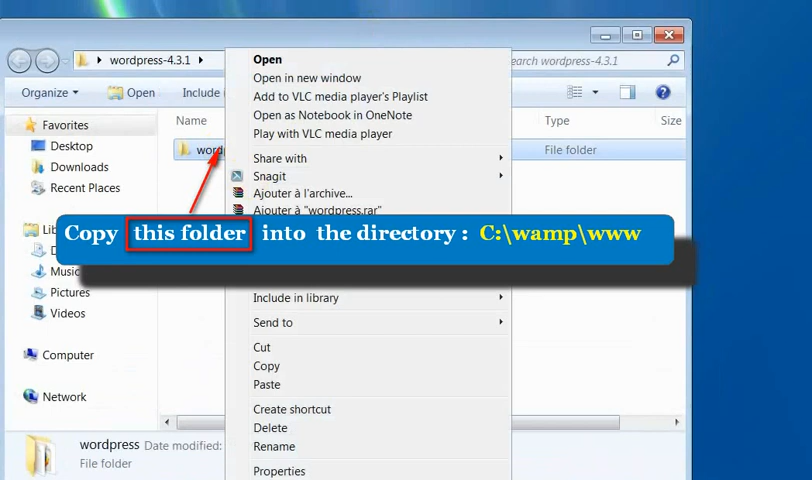 wordpress-4.3.1
earch wordpress-4.3.1
Organize
Open
Include i
Favorites
Desktop
Downloads
Recent Places
Lib
D
Music
Pictures
Videos
Computer
Network
Name
Type
Size
wordp
File folder
Open
Open in new window
Add to VLC media player's Playlist
Open as Notebook in OneNote
Play with VLC media player
Share with
Snagit
Ajouter à l'archive...
Ajouter à "wordpress.rar"
Copy this folder into the directory : C:\wamp\www
Include in library
Send to
Cut
Copy
Paste
Create shortcut
Delete
Rename
Properties
wordpress Date modified:
File folder